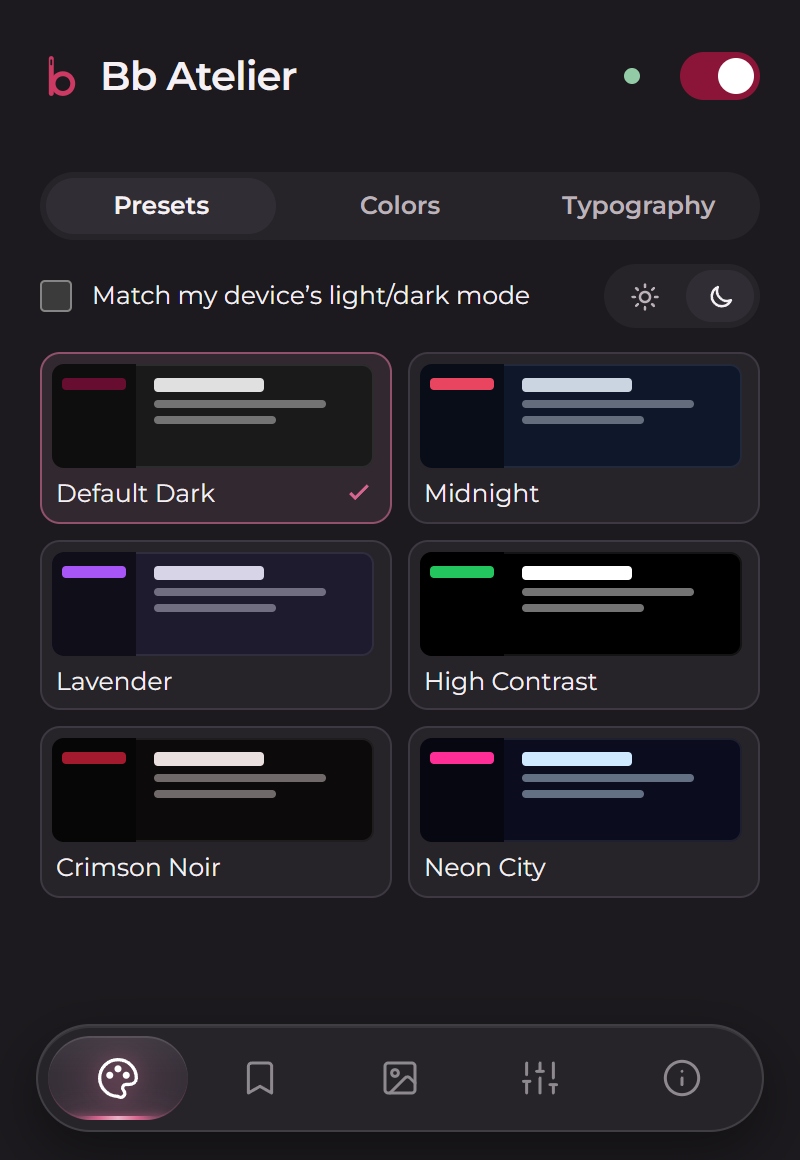 Bb Atelier
Presets
Colors
Typography
Match my device’s light/dark mode
Default Dark
Midnight
Lavender
High Contrast
Crimson Noir
Neon City